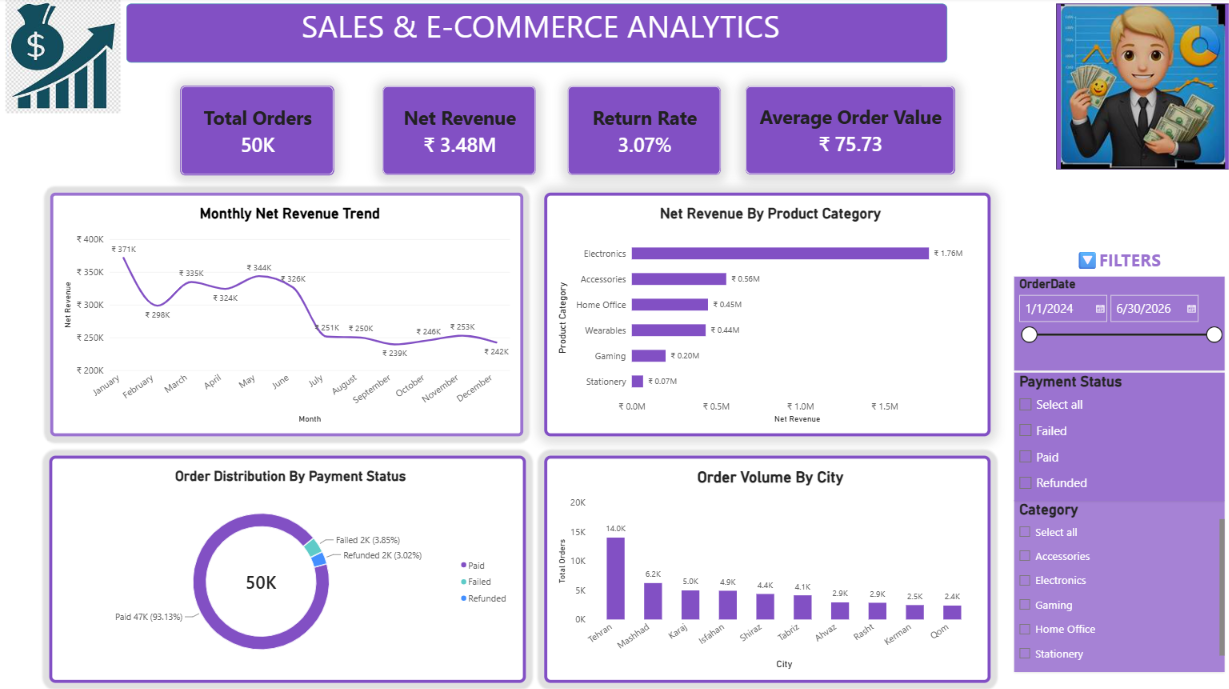 SALES & E-COMMERCE ANALYTICS
$
Total Orders
50K
Net Revenue
₹ 3.48M
Return Rate
3.07%
Average Order Value
₹ 75.73
Monthly Net Revenue Trend
₹ 400K
₹ 350K
₹ 300K
₹ 250K
₹ 200K
Net Revenue
₹ 371K
₹ 298K
₹ 335K
₹ 324K
₹ 344K
₹ 326K
₹ 251K
₹ 250K
₹ 239K
₹ 246K
₹ 253K
₹ 242K
January
February
March
April
May
June
July
August
September
October
November
December
Month
Net Revenue By Product Category
Product Category
Electronics ₹ 1.76M
Accessories ₹ 0.56M
Home Office ₹ 0.45M
Wearables ₹ 0.44M
Gaming ₹ 0.20M
Stationery ₹ 0.07M
₹ 0.0M ₹ 0.5M ₹ 1.0M ₹ 1.5M
Net Revenue
FILTERS
OrderDate
1/1/2024 6/30/2026
Payment Status
Select all
Failed
Paid
Refunded
Category
Select all
Accessories
Electronics
Gaming
Home Office
Stationery
Order Distribution By Payment Status
Failed 2K (3.85%)
Refunded 2K (3.02%)
50K
Paid 47K (93.13%)
Paid
Failed
Refunded
Order Volume By City
20K
15K
10K
5K
0K
Total Orders
14.0K
6.2K
5.0K
4.9K
4.4K
4.1K
2.9K
2.9K
2.5K
2.4K
Tehran
Mashhad
Karaj
Isfahan
Shiraz
Tabriz
Ahvaz
Rasht
Kerman
Qom
City